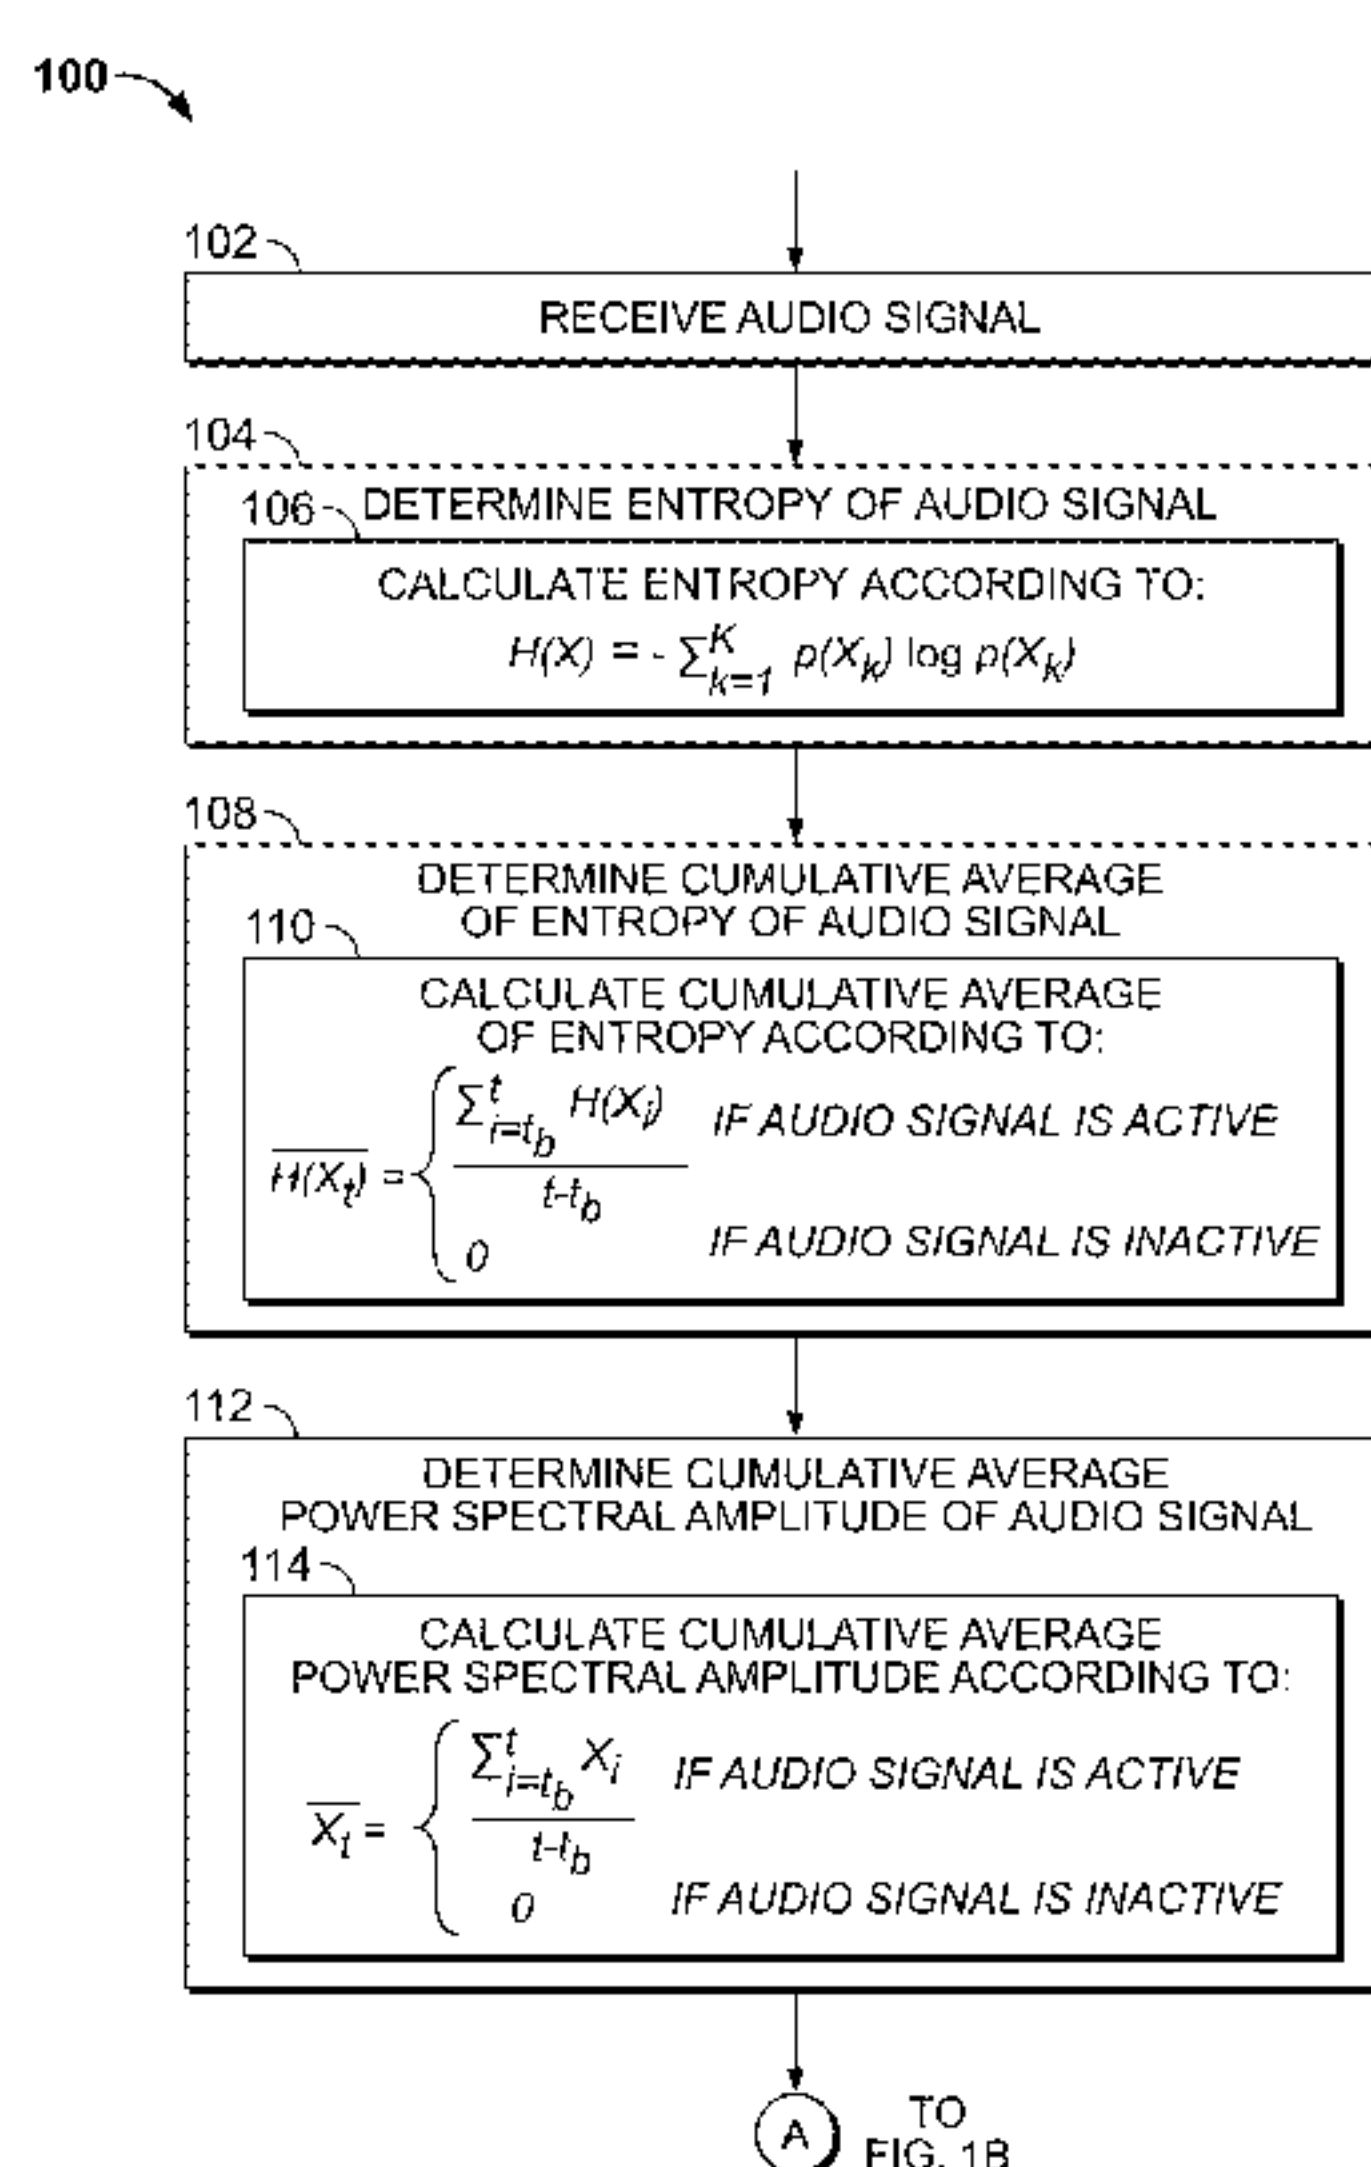 100
102
RECEIVE AUDIO SIGNAL
104
DETERMINE ENTROPY OF AUDIO SIGNAL
106
CALCULATE ENTROPY ACCORDING TO:
H(X) = - ∑_{k=1}^{K} p(X_k) log p(X_k)
108
DETERMINE CUMULATIVE AVERAGE
OF ENTROPY OF AUDIO SIGNAL
110
CALCULATE CUMULATIVE AVERAGE
OF ENTROPY ACCORDING TO:
∑_{i=t_b}^{t} H(X_i) IF AUDIO SIGNAL IS ACTIVE
\overline{H(X_t)} =
t-t_b
0 IF AUDIO SIGNAL IS INACTIVE
112
DETERMINE CUMULATIVE AVERAGE
POWER SPECTRAL AMPLITUDE OF AUDIO SIGNAL
114
CALCULATE CUMULATIVE AVERAGE
POWER SPECTRAL AMPLITUDE ACCORDING TO:
∑_{i=t_b}^{t} X_i IF AUDIO SIGNAL IS ACTIVE
\overline{X_t} =
t-t_b
0 IF AUDIO SIGNAL IS INACTIVE
A
TO
FIG. 1B